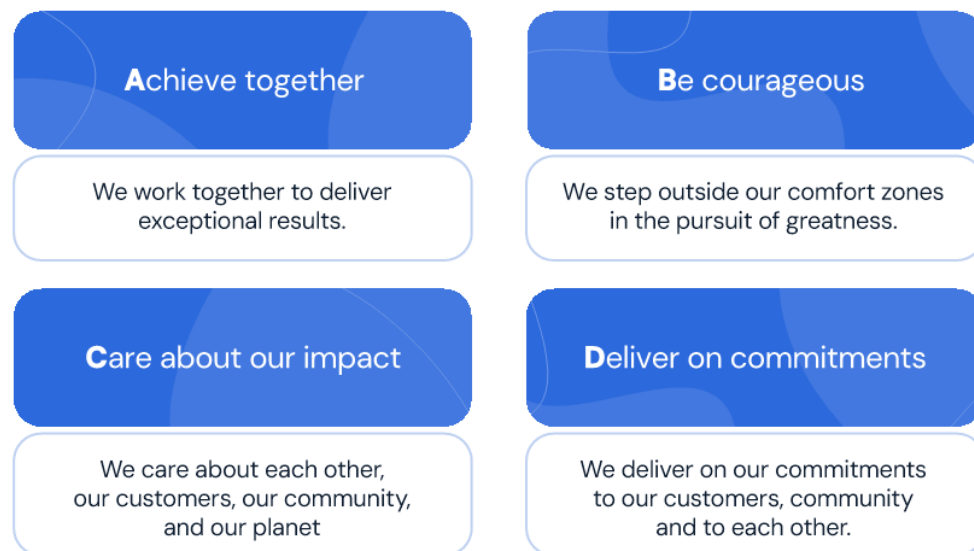 Achieve together
We work together to deliver
exceptional results.
Be courageous
We step outside our comfort zones
in the pursuit of greatness.
Care about our impact
We care about each other,
our customers, our community,
and our planet
Deliver on commitments
We deliver on our commitments
to our customers, community
and to each other.